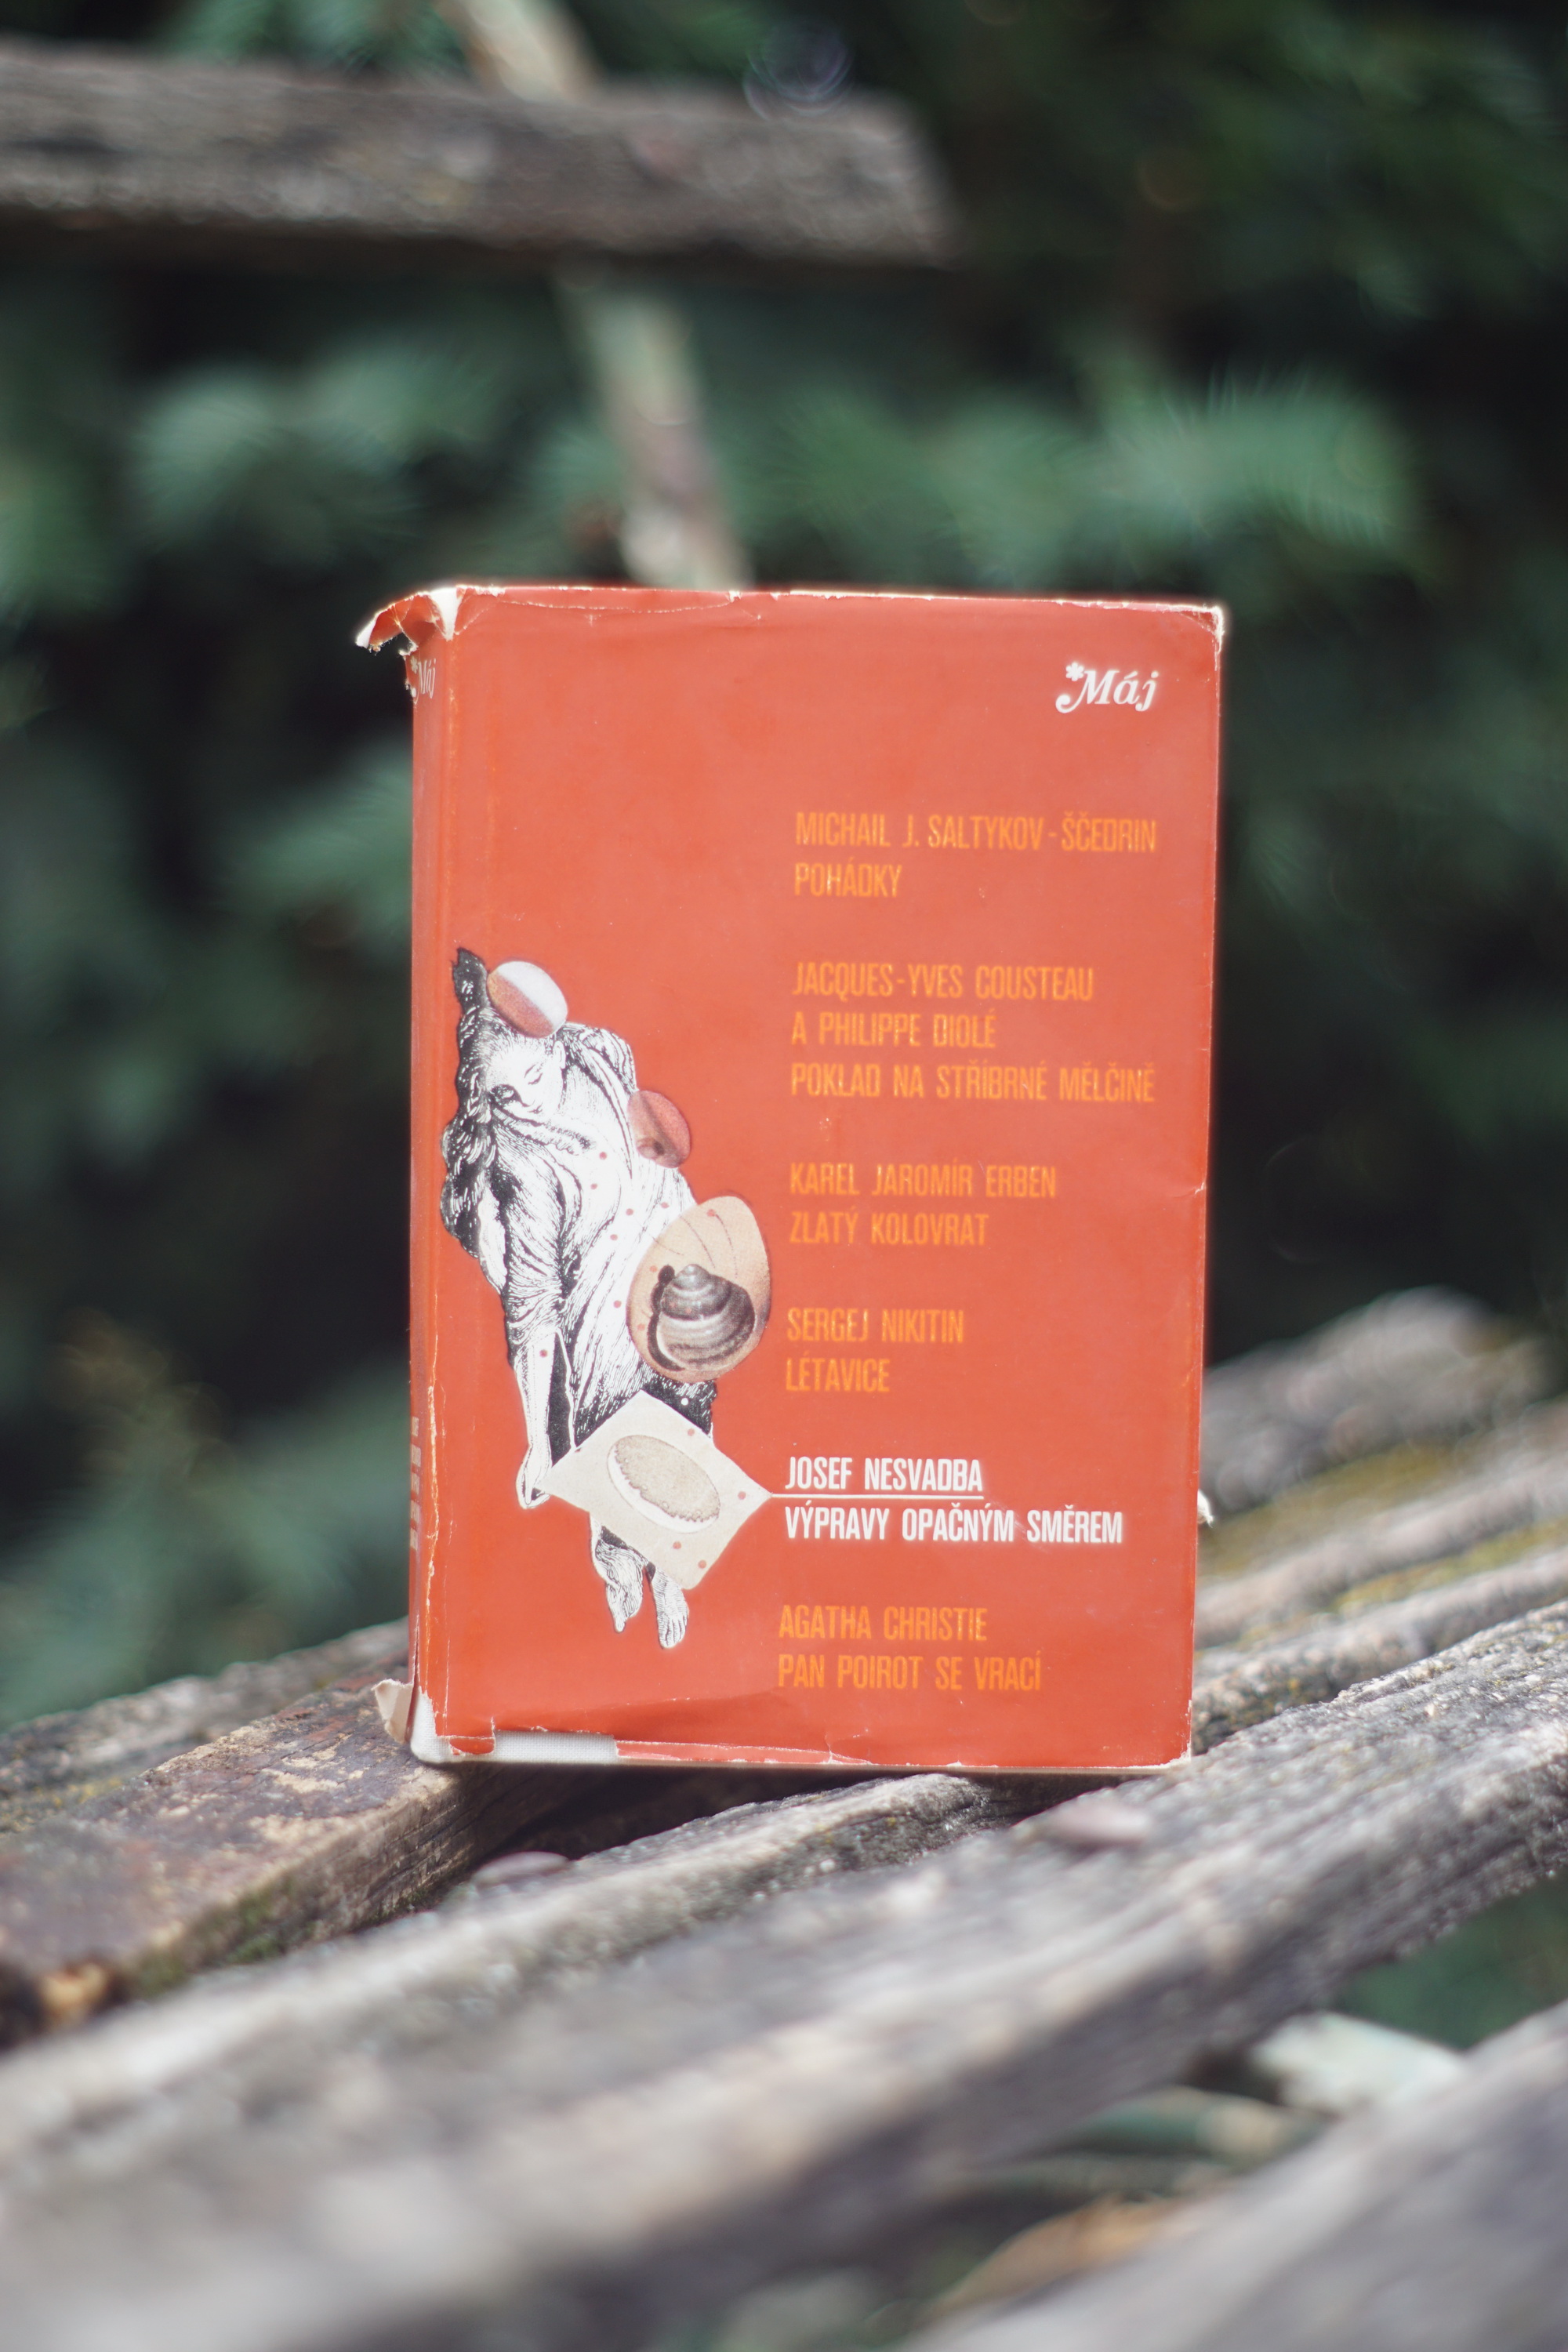 Máj
Máj
MICHAIL J. SALTYKOV-ŠČEDRIN
POHÁDKY
JACQUES-YVES COUSTEAU
A PHILIPPE DIOLÉ
POKLAD NA STŘÍBRNÉ MĚLČINĚ
KAREL JAROMÍR ERBEN
ZLATÝ KOLOVRAT
SERGEJ NIKITIN
LÉTAVICE
JOSEF NESVADBA
VÝPRAVY OPAČNÝM SMĚREM
AGATHA CHRISTIE
PAN POIROT SE VRACÍ